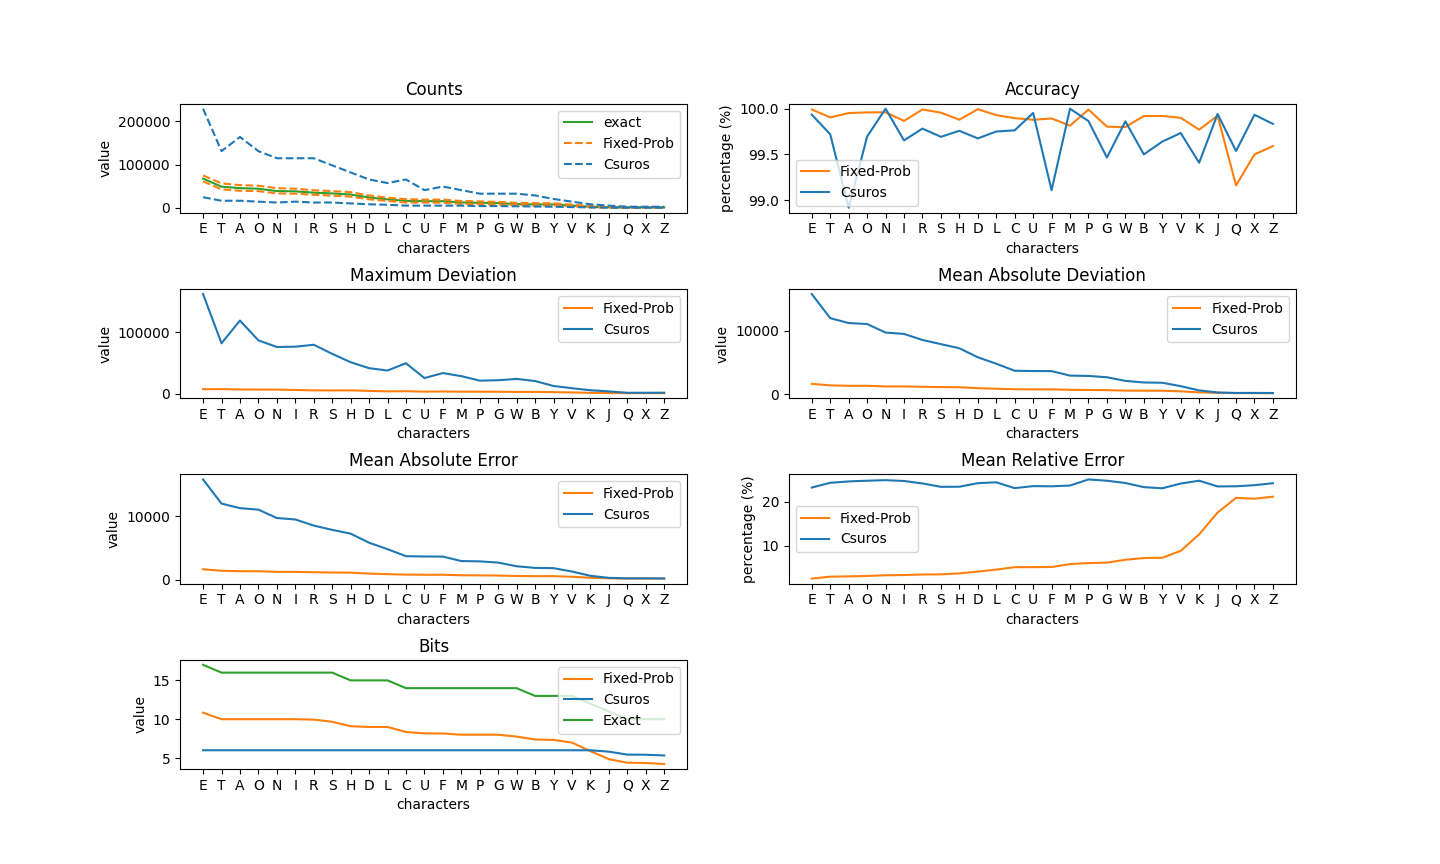 Counts
value
200000
100000
0
exact
Fixed-Prob
Csuros
E T A O N I R S H D L C U F M P G W B Y V K J Q X Z
characters
Accuracy
percentage (%)
100.0
99.5
99.0
Fixed-Prob
Csuros
E T A O N I R S H D L C U F M P G W B Y V K J Q X Z
characters
Maximum Deviation
value
100000
0
Fixed-Prob
Csuros
E T A O N I R S H D L C U F M P G W B Y V K J Q X Z
characters
Mean Absolute Deviation
value
10000
0
Fixed-Prob
Csuros
E T A O N I R S H D L C U F M P G W B Y V K J Q X Z
characters
Mean Absolute Error
value
10000
0
Fixed-Prob
Csuros
E T A O N I R S H D L C U F M P G W B Y V K J Q X Z
characters
Mean Relative Error
percentage (%)
20
10
Fixed-Prob
Csuros
E T A O N I R S H D L C U F M P G W B Y V K J Q X Z
characters
Bits
value
15
10
5
Fixed-Prob
Csuros
Exact
E T A O N I R S H D L C U F M P G W B Y V K J Q X Z
characters